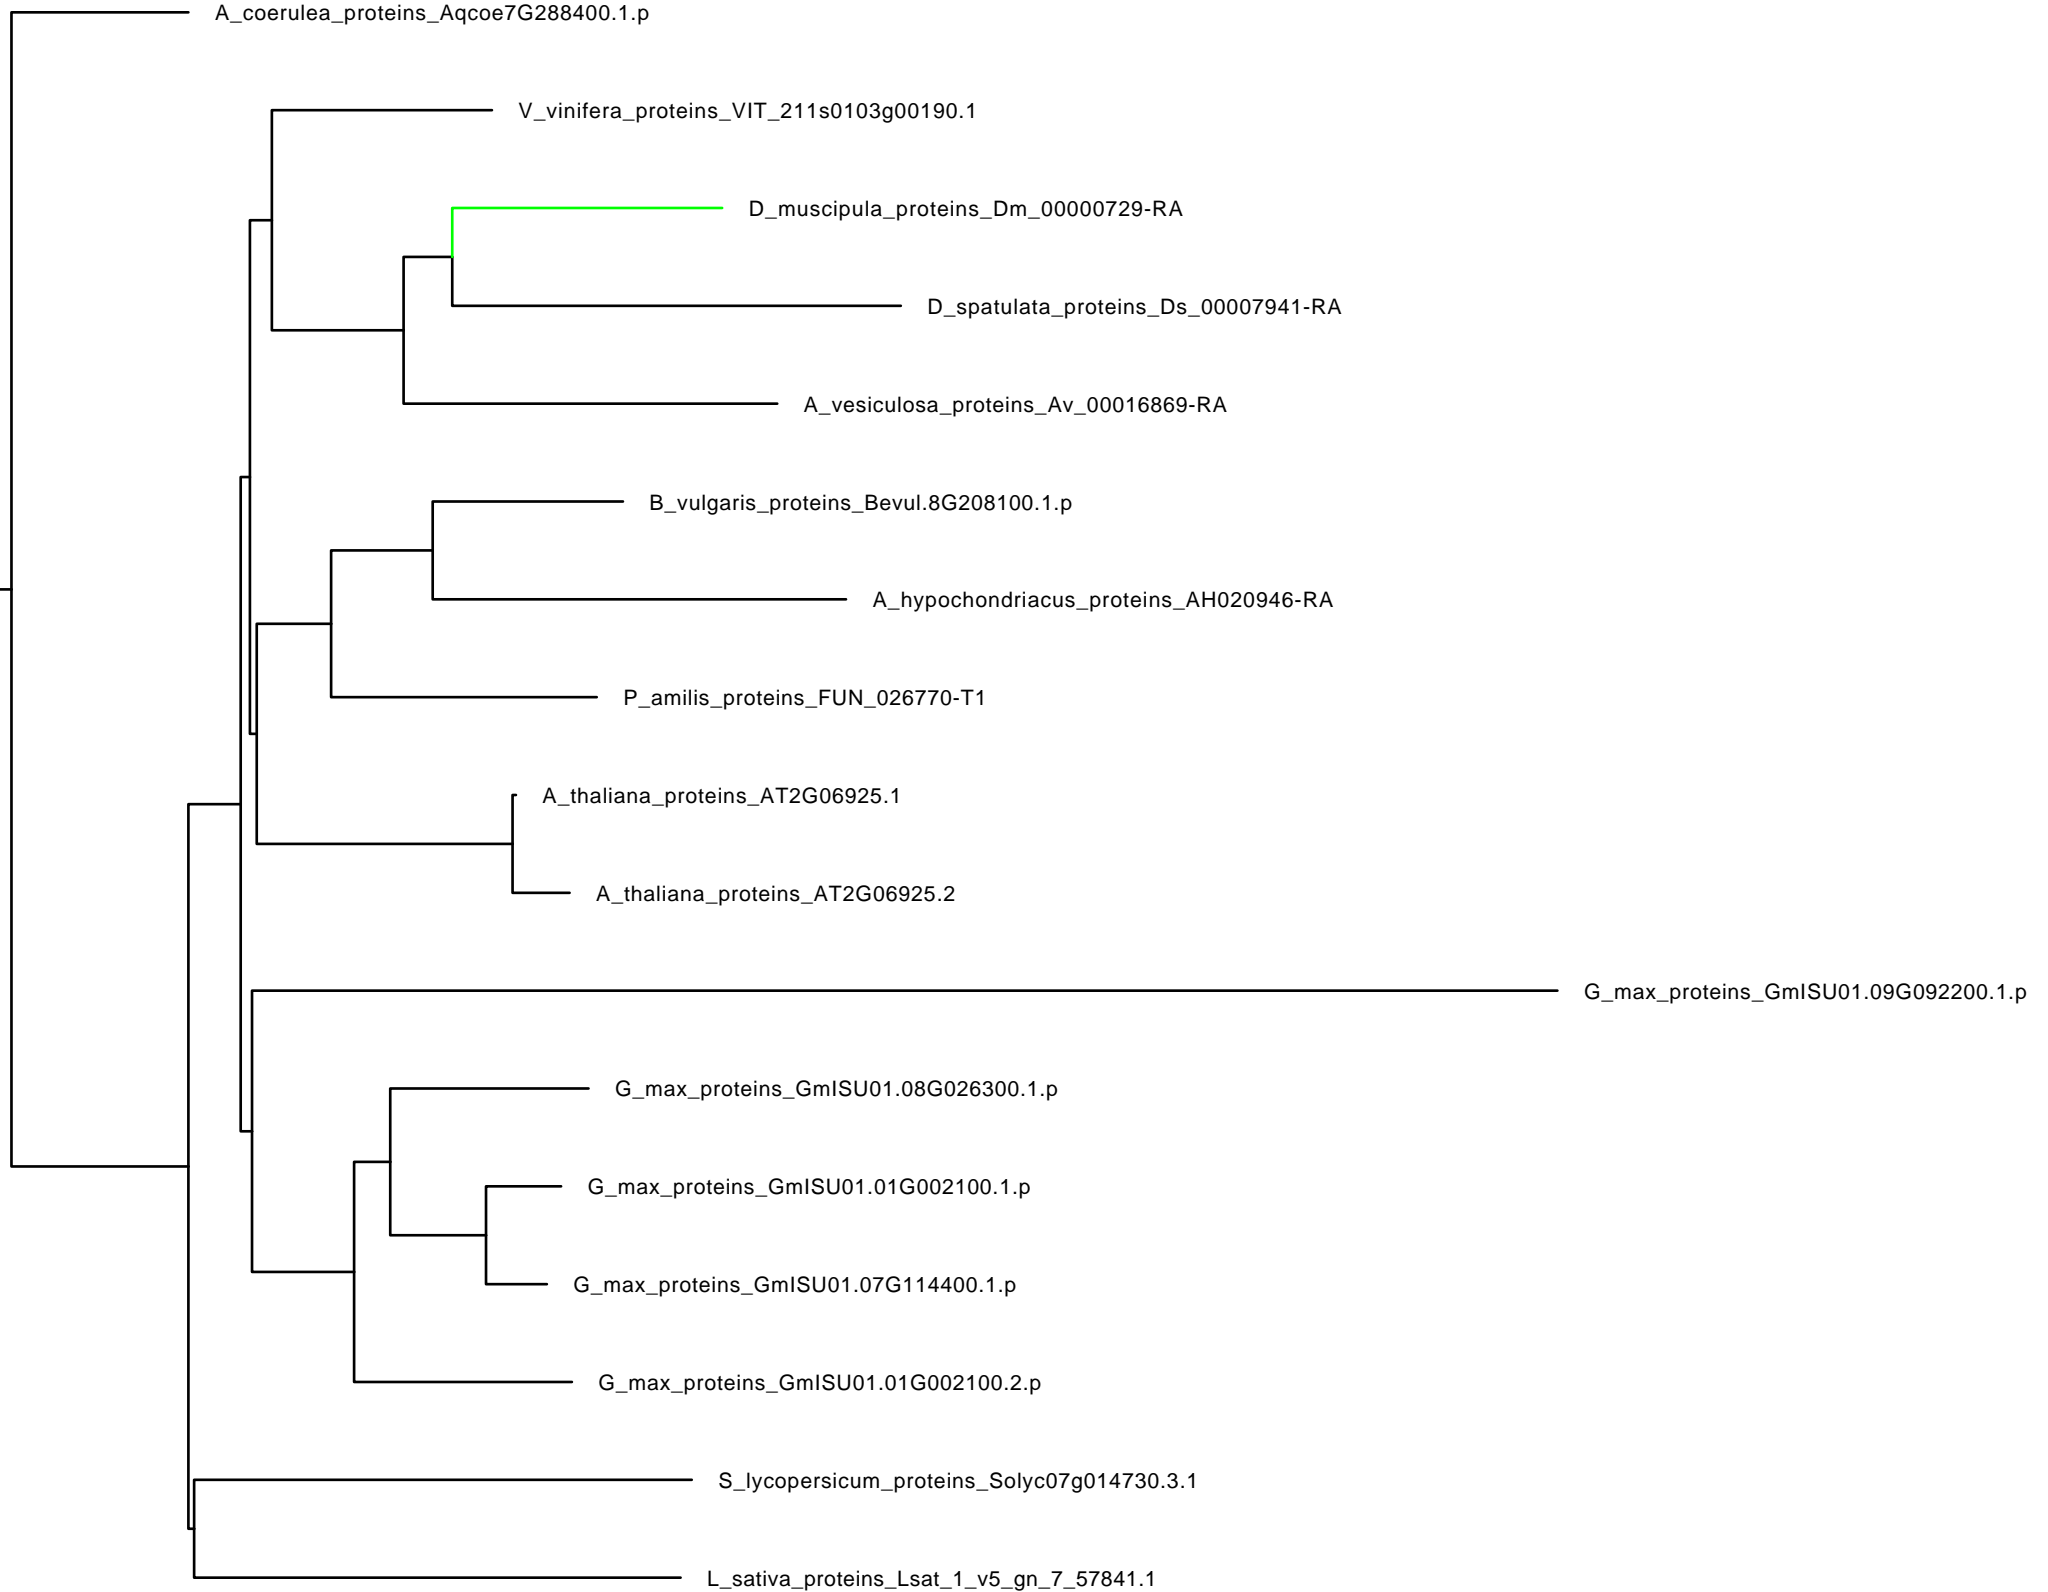 A_coerulea_proteins_Aqcoe7G288400.1.p
V_vinifera_proteins_VIT_211s0103g00190.1
D_muscipula_proteins_Dm_00000729-RA
D_spatulata_proteins_Ds_00007941-RA
A_vesiculosa_proteins_Av_00016869-RA
B_vulgaris_proteins_Bevul.8G208100.1.p
A_hypochondriacus_proteins_AH020946-RA
P_amilis_proteins_FUN_026770-T1
A_thaliana_proteins_AT2G06925.1
A_thaliana_proteins_AT2G06925.2
G_max_proteins_GmISU01.09G092200.1.p
G_max_proteins_GmISU01.08G026300.1.p
G_max_proteins_GmISU01.01G002100.1.p
G_max_proteins_GmISU01.07G114400.1.p
G_max_proteins_GmISU01.01G002100.2.p
S_lycopersicum_proteins_Solyc07g014730.3.1
L_sativa_proteins_Lsat_1_v5_gn_7_57841.1